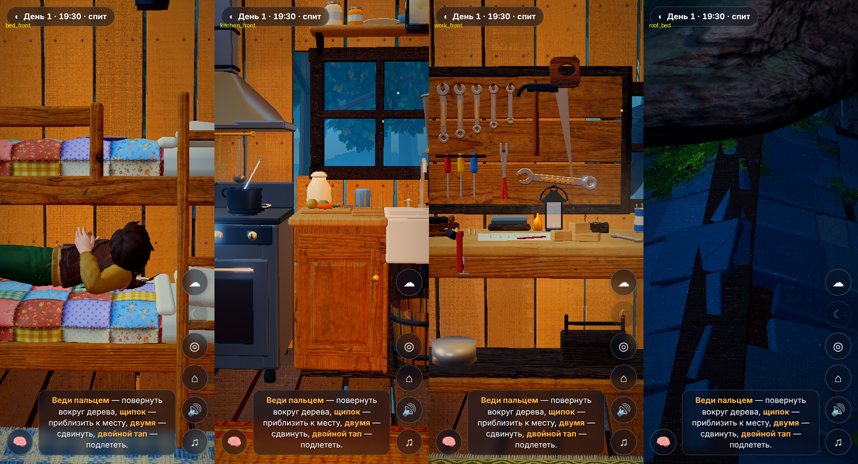 День 1 · 19:30 · спит
bed_front
Веди пальцем — повернуть
вокруг дерева, щипок —
приблизить к месту, двумя —
сдвинуть, двойной тап —
подлететь.
День 1 · 19:30 · спит
kitchen_front
Веди пальцем — повернуть
вокруг дерева, щипок —
приблизить к месту, двумя —
сдвинуть, двойной тап —
подлететь.
День 1 · 19:30 · спит
work_front
Веди пальцем — повернуть
вокруг дерева, щипок —
приблизить к месту, двумя —
сдвинуть, двойной тап —
подлететь.
День 1 · 19:30 · спит
roof_bed
Веди пальцем — повернуть
вокруг дерева, щипок —
приблизить к месту, двумя —
сдвинуть, двойной тап —
подлететь.